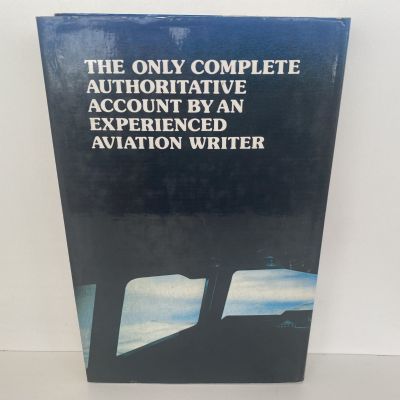 THE ONLY COMPLETE
AUTHORITATIVE
ACCOUNT BY AN
EXPERIENCED
AVIATION WRITER